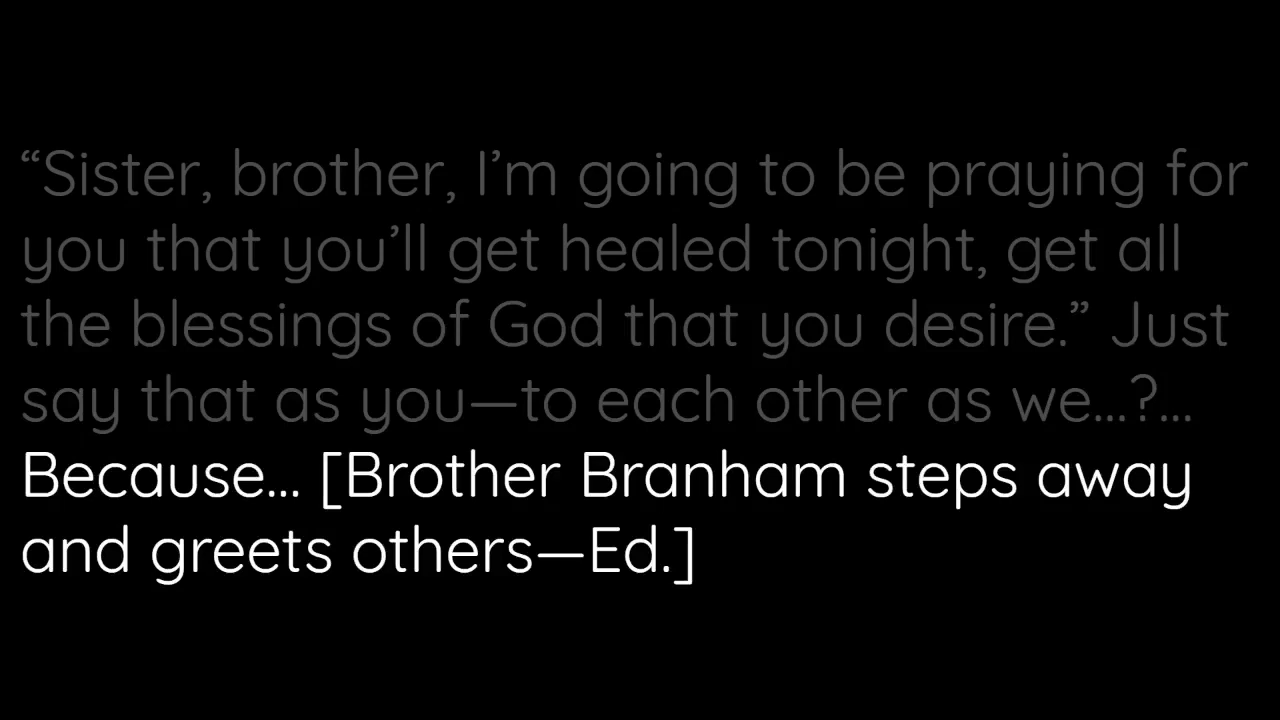 “Sister, brother, I’m going to be praying for
you that you’ll get healed tonight, get all
the blessings of God that you desire.” Just
say that as you—to each other as we...?...
Because... [Brother Branham steps away
and greets others—Ed.]